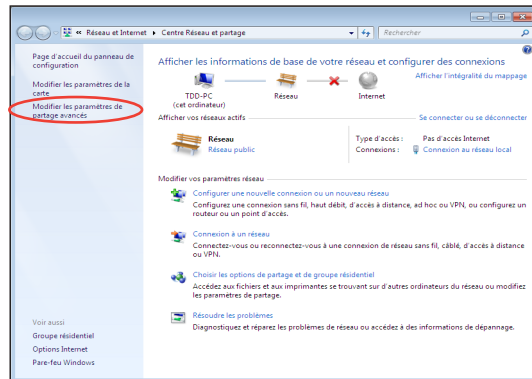 « Réseau et Internet ▸ Centre Réseau et partage
Rechercher
Page d'accueil du panneau de
configuration
Modifier les paramètres de la
carte
Modifier les paramètres de
partage avancés
Afficher les informations de base de votre réseau et configurer des connexions
Afficher l'intégralité du mappage
TDD-PC
(cet ordinateur)
Réseau
Internet
Afficher vos réseaux actifs
Se connecter ou se déconnecter
Réseau
Réseau public
Type d'accès :
Pas d'accès Internet
Connexions :
Connexion au réseau local
Modifier vos paramètres réseau
Configurer une nouvelle connexion ou un nouveau réseau
Configurez une connexion sans fil, haut débit, d'accès à distance, ad hoc ou VPN, ou configurez un
routeur ou un point d'accès.
Connexion à un réseau
Connectez-vous ou reconnectez-vous à une connexion de réseau sans fil, câblé, d'accès à distance
ou VPN.
Choisir les options de partage et de groupe résidentiel
Accédez aux fichiers et aux imprimantes se trouvant sur d'autres ordinateurs du réseau ou modifiez
les paramètres de partage.
Résoudre les problèmes
Diagnostiquez et réparez les problèmes de réseau ou accédez à des informations de dépannage.
Voir aussi
Groupe résidentiel
Options Internet
Pare-feu Windows